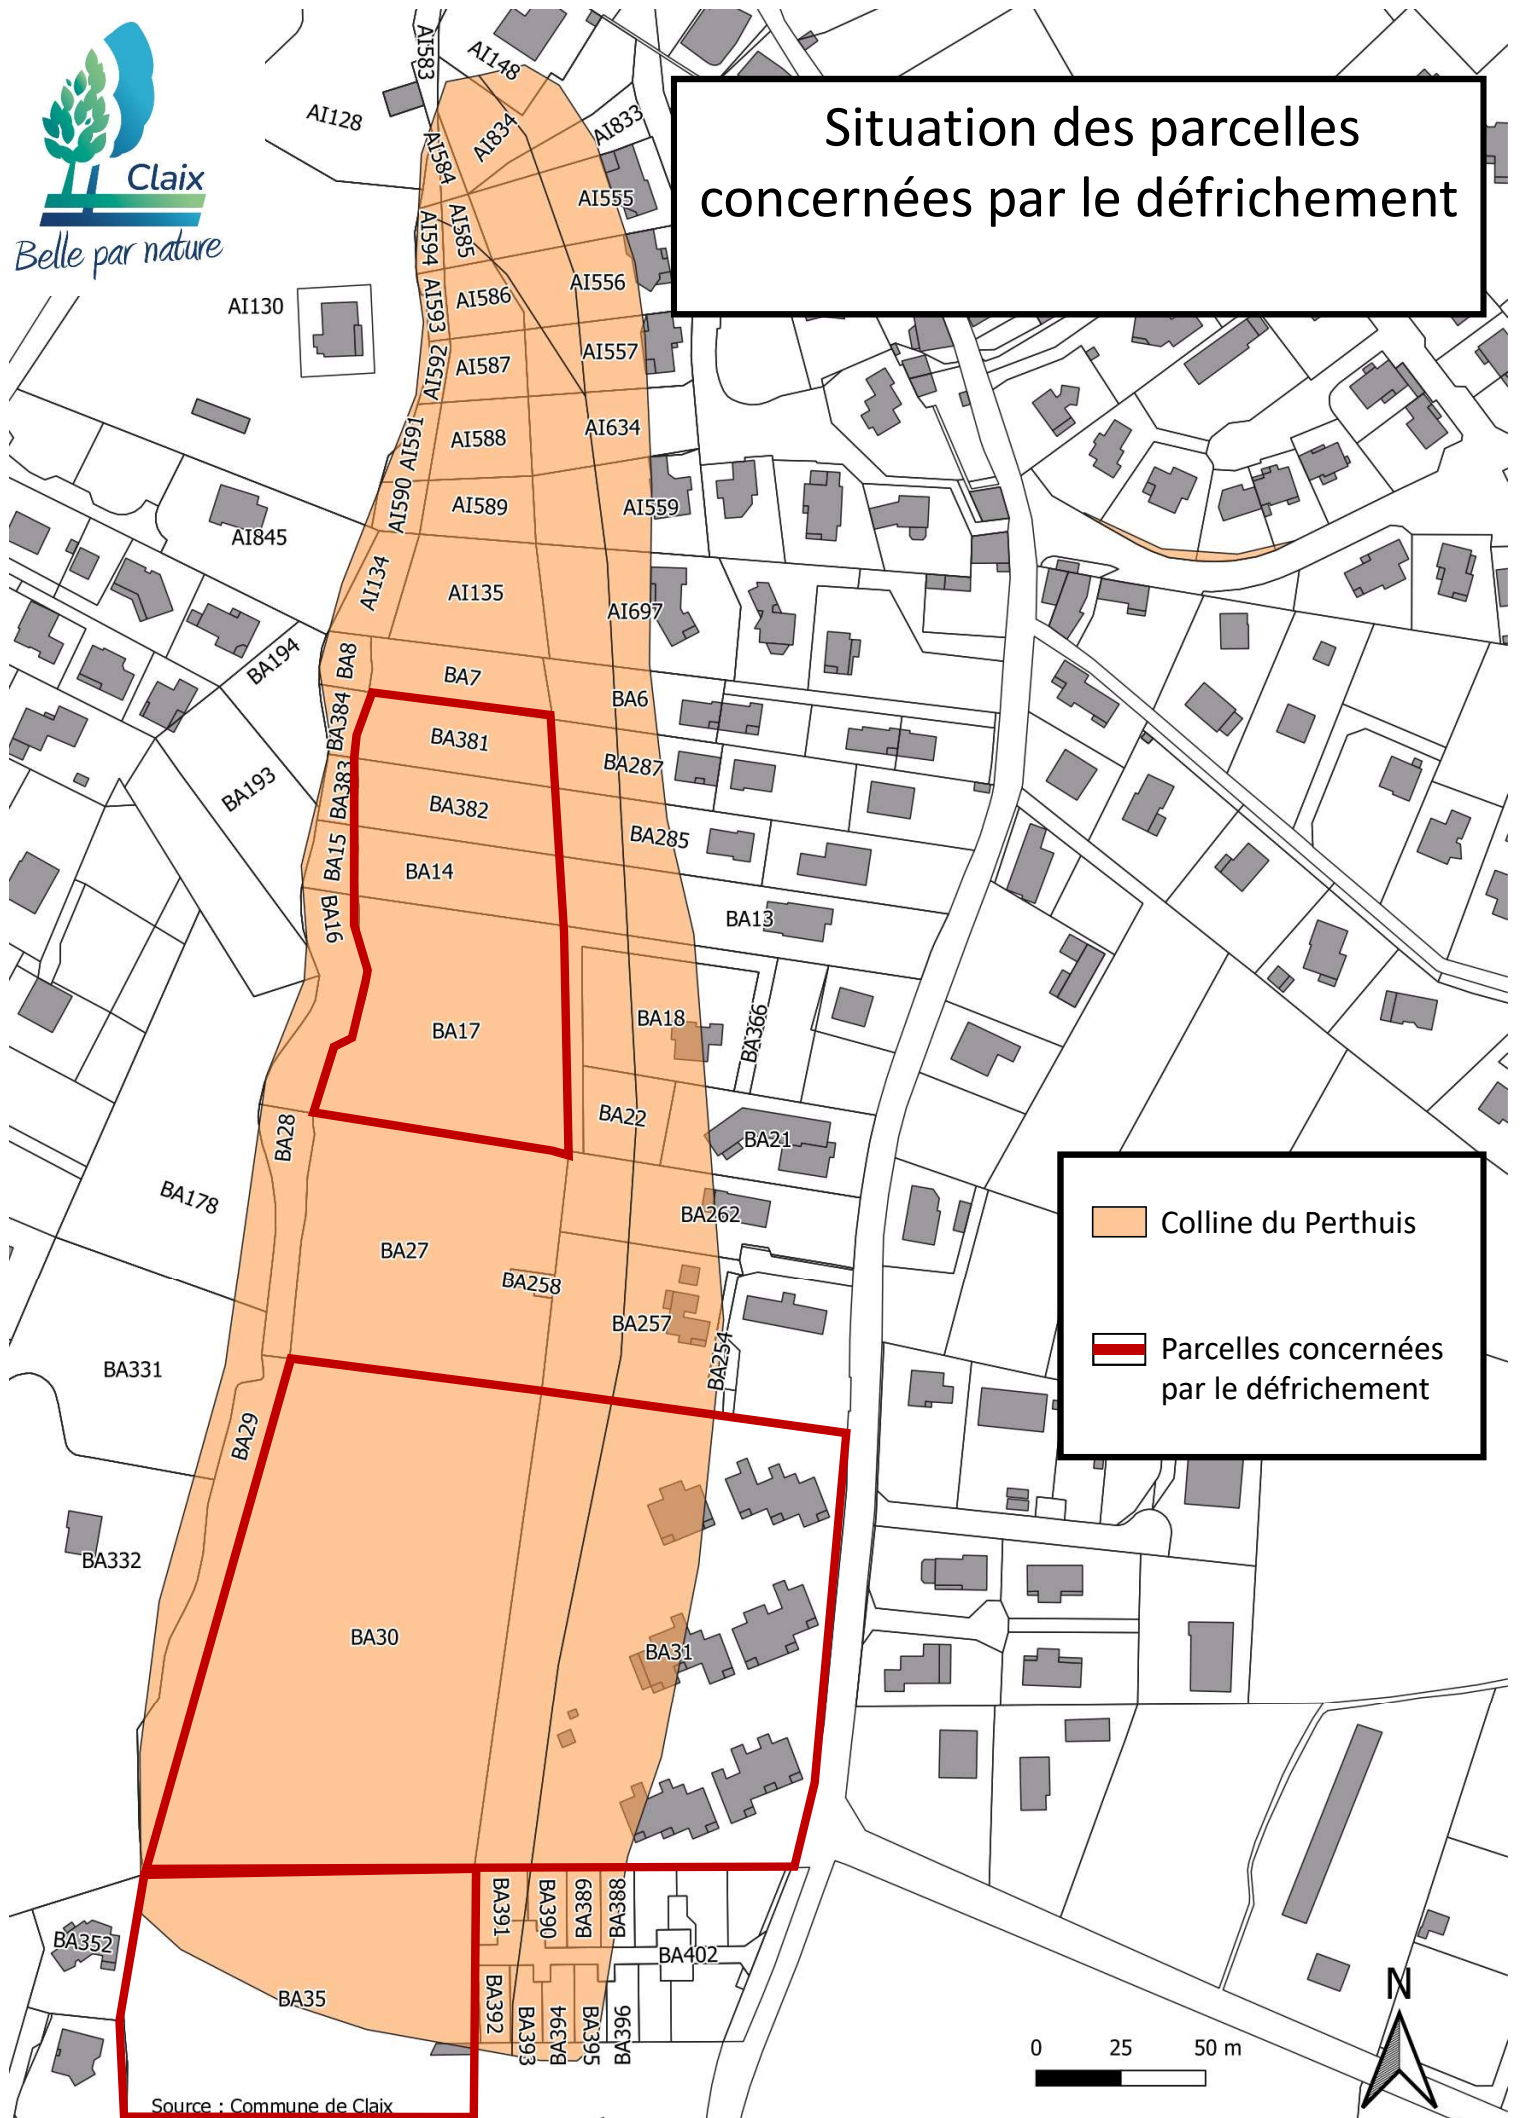 Claix
Belle par nature
Situation des parcelles
concernées par le défrichement
AI583
AI148
AI128
AI834
AI833
AI584
AI555
AI594
AI585
AI556
AI130
AI593
AI586
AI557
AI592
AI587
AI634
AI591
AI588
AI590
AI589
AI559
AI845
AI134
AI135
AI697
BA194
BA8
BA7
BA6
BA384
BA381
BA287
BA193
BA383
BA382
BA285
BA15
BA14
BA16
BA13
BA17
BA18
BA366
BA28
BA22
BA21
BA178
BA262
BA27
BA258
BA257
BA254
BA331
BA29
BA332
BA30
BA31
Colline du Perthuis
Parcelles concernées
par le défrichement
BA391
BA390
BA389
BA388
BA352
BA402
BA35
BA392
BA393
BA394
BA395
BA396
N
0 25 50 m
Source : Commune de Claix